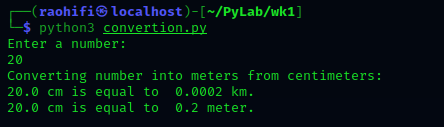 ┌──(raohifi㉿localhost)-[~/PyLab/wk1]
└─$ python3 convertion.py
Enter a number:
20
Converting number into meters from centimeters:
20.0 cm is equal to  0.0002 km.
20.0 cm is equal to  0.2 meter.